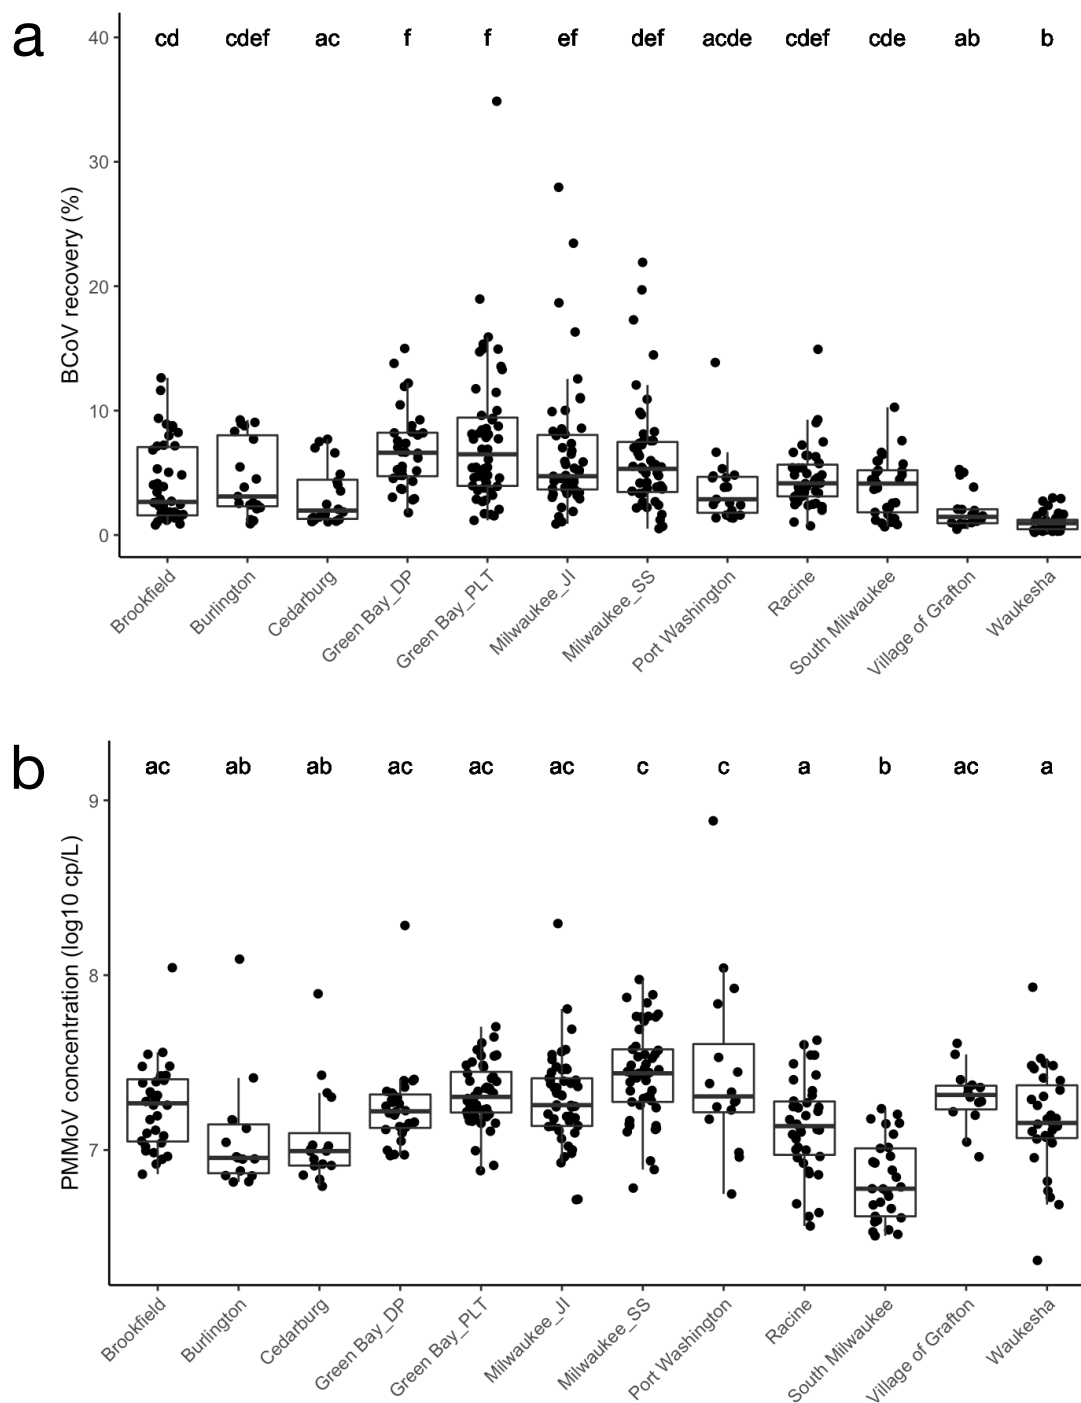 a
cd cdef ac f f ef def acde cdef cde ab b
40
30
20
10
0
BCoV recovery (%)
Brookfield
Burlington
Cedarburg
Green Bay_DP
Green Bay_PLT
Milwaukee_JI
Milwaukee_SS
Port Washington
Racine
South Milwaukee
Village of Grafton
Waukesha
b
ac ab ab ac ac ac c c a b ac a
9
8
7
PMMoV concentration (log10 cp/L)
Brookfield
Burlington
Cedarburg
Green Bay_DP
Green Bay_PLT
Milwaukee_JI
Milwaukee_SS
Port Washington
Racine
South Milwaukee
Village of Grafton
Waukesha